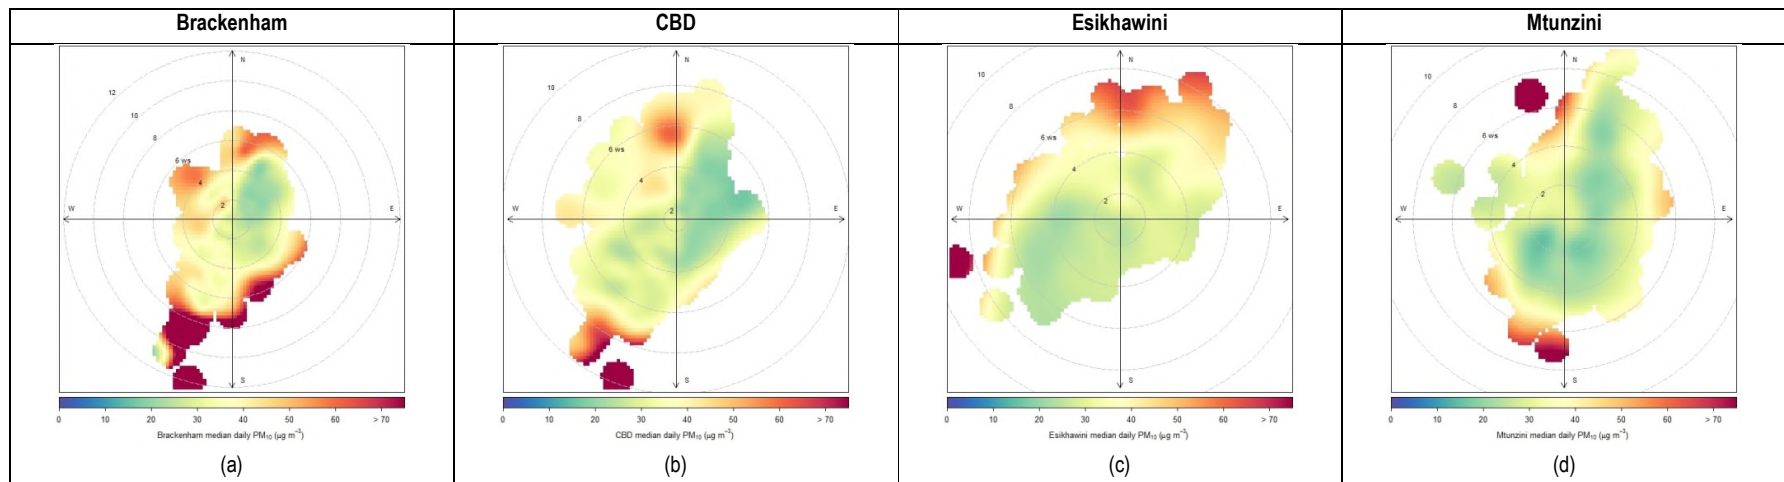 Brackenham
CBD
Esikhawini
Mtunzini
N
12
10
8
6 ws
4
2
W
E
S
0 10 20 30 40 50 60 > 70
Brackenham median daily PM₁₀ (µg m⁻³)
(a)
N
10
8
6 ws
4
2
W
E
S
0 10 20 30 40 50 60 > 70
CBD median daily PM₁₀ (µg m⁻³)
(b)
N
10
8
6 ws
4
2
W
E
S
0 10 20 30 40 50 60 > 70
Esikhawini median daily PM₁₀ (µg m⁻³)
(c)
N
10
8
6 ws
4
2
W
E
S
0 10 20 30 40 50 60 > 70
Mtunzini median daily PM₁₀ (µg m⁻³)
(d)